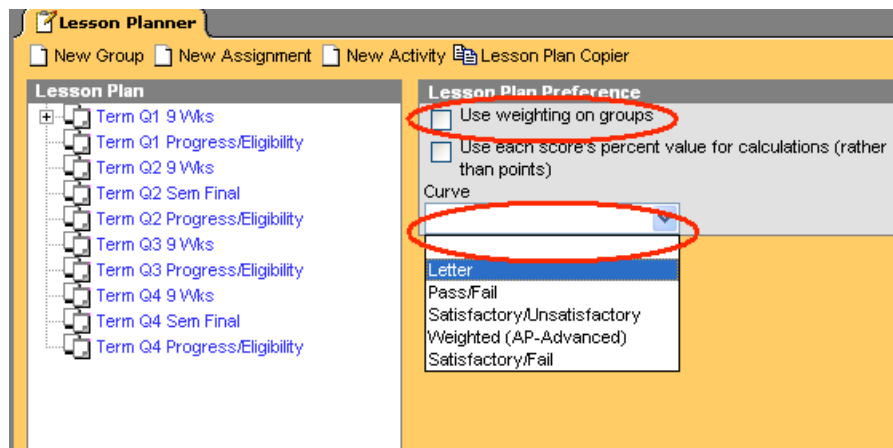 Lesson Planner
New Group New Assignment New Activity Lesson Plan Copier
Lesson Plan
Term Q1 9 Wks
Term Q1 Progress/Eligibility
Term Q2 9 Wks
Term Q2 Sem Final
Term Q2 Progress/Eligibility
Term Q3 9 Wks
Term Q3 Progress/Eligibility
Term Q4 9 Wks
Term Q4 Sem Final
Term Q4 Progress/Eligibility
Lesson Plan Preference
Use weighting on groups
Use each score's percent value for calculations (rather
than points)
Curve
Letter
Pass/Fail
Satisfactory/Unsatisfactory
Weighted (AP-Advanced)
Satisfactory/Fail